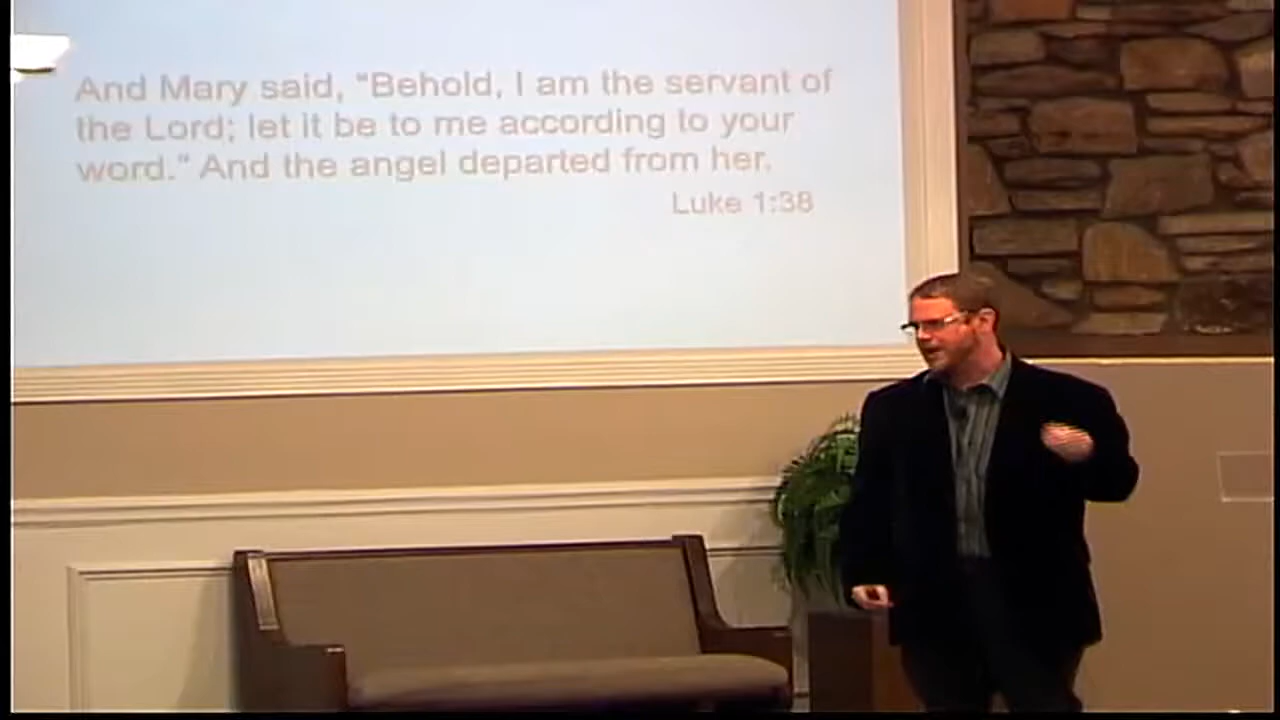 And Mary said, "Behold, I am the servant of
the Lord; let it be to me according to your
word." And the angel departed from her.
Luke 1:38